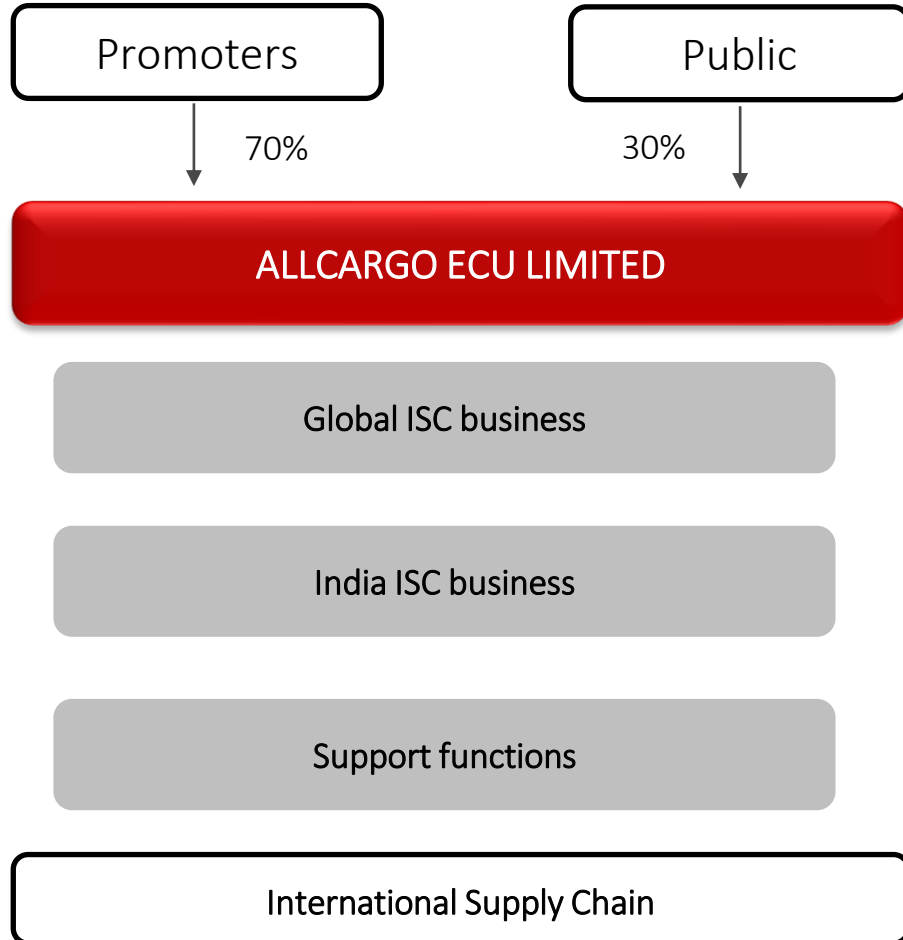 Promoters
Public
70%
30%
ALLCARGO ECU LIMITED
Global ISC business
India ISC business
Support functions
International Supply Chain